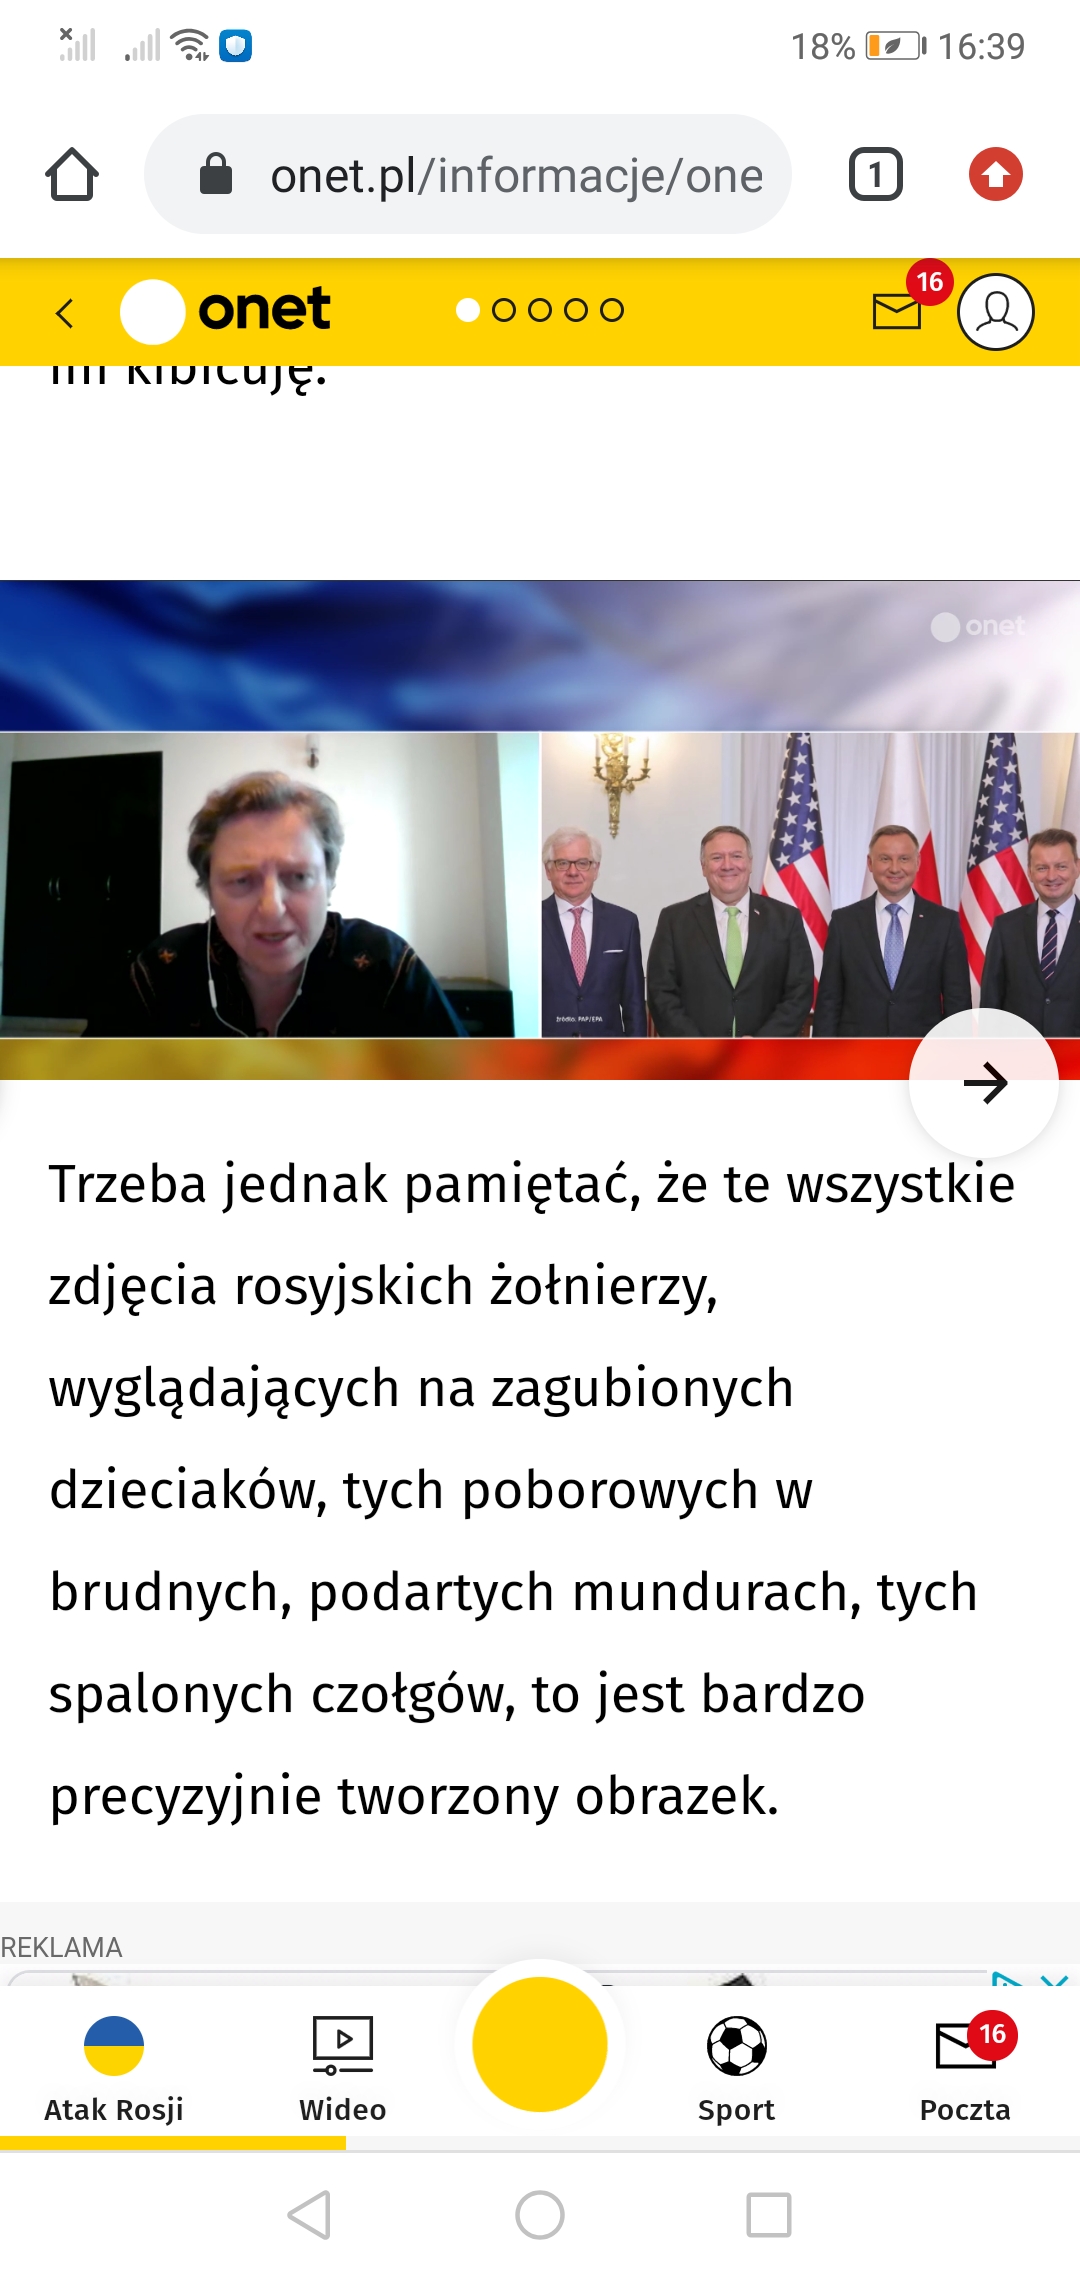 18% 16:39
onet.pl/informacje/one
1
onet
16
mi kibicuję.
onet
źródło: PAP/EPA
Trzeba jednak pamiętać, że te wszystkie
zdjęcia rosyjskich żołnierzy,
wyglądających na zagubionych
dzieciaków, tych poborowych w
brudnych, podartych mundurach, tych
spalonych czołgów, to jest bardzo
precyzyjnie tworzony obrazek.
REKLAMA
16
Atak Rosji
Wideo
Sport
Poczta